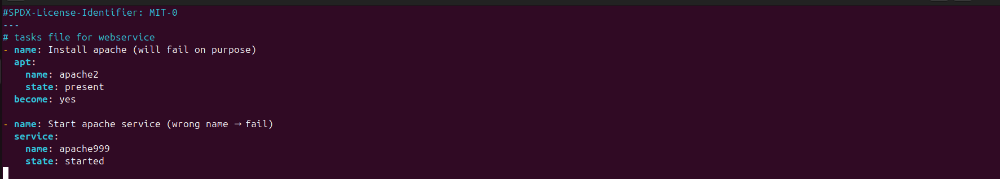 #SPDX-License-Identifier: MIT-0
---
# tasks file for webservice
- name: Install apache (will fail on purpose)
  apt:
    name: apache2
    state: present
  become: yes

- name: Start apache service (wrong name → fail)
  service:
    name: apache999
    state: started